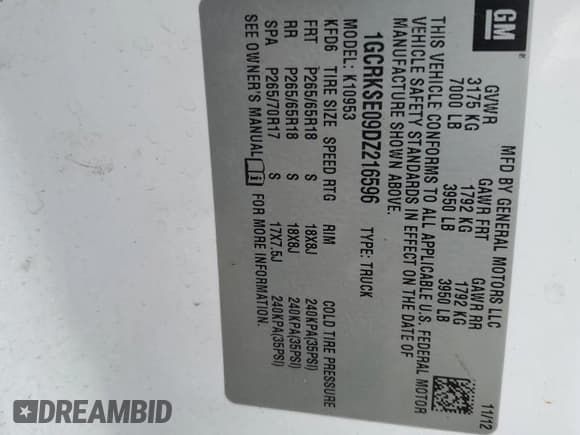 GM
MFD BY GENERAL MOTORS LLC 11/12
GVWR GAWR FRT GAWR RR
3175 KG 1792 KG 1792 KG
7000 LB 3950 LB 3950 LB
THIS VEHICLE CONFORMS TO ALL APPLICABLE U.S. FEDERAL MOTOR
VEHICLE SAFETY STANDARDS IN EFFECT ON THE DATE OF
MANUFACTURE SHOWN ABOVE.
1GCRKSE09DZ216596 TYPE: TRUCK
MODEL: K10953
KFD6 TIRE SIZE SPEED RTG RIM COLD TIRE PRESSURE
FRT P265/65R18 S 18X8J 240KPA(35PSI)
RR P265/65R18 S 18X8J 240KPA(35PSI)
SPA P265/70R17 S 17X7.5J 240KPA(35PSI)
SEE OWNER'S MANUAL FOR MORE INFORMATION.
DREAMBID